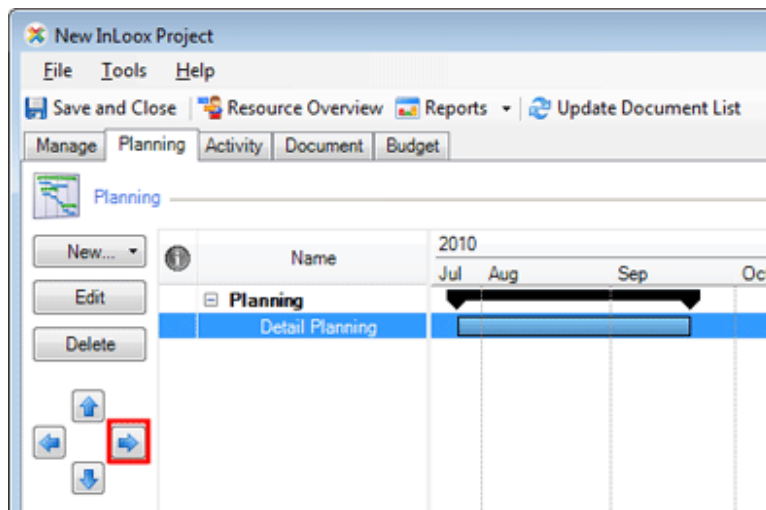 New InLoox Project
File Tools Help
Save and Close Resource Overview Reports Update Document List
Manage Planning Activity Document Budget
Planning
New... Name 2010
Jul Aug Sep Oc
Edit Planning
Detail Planning
Delete